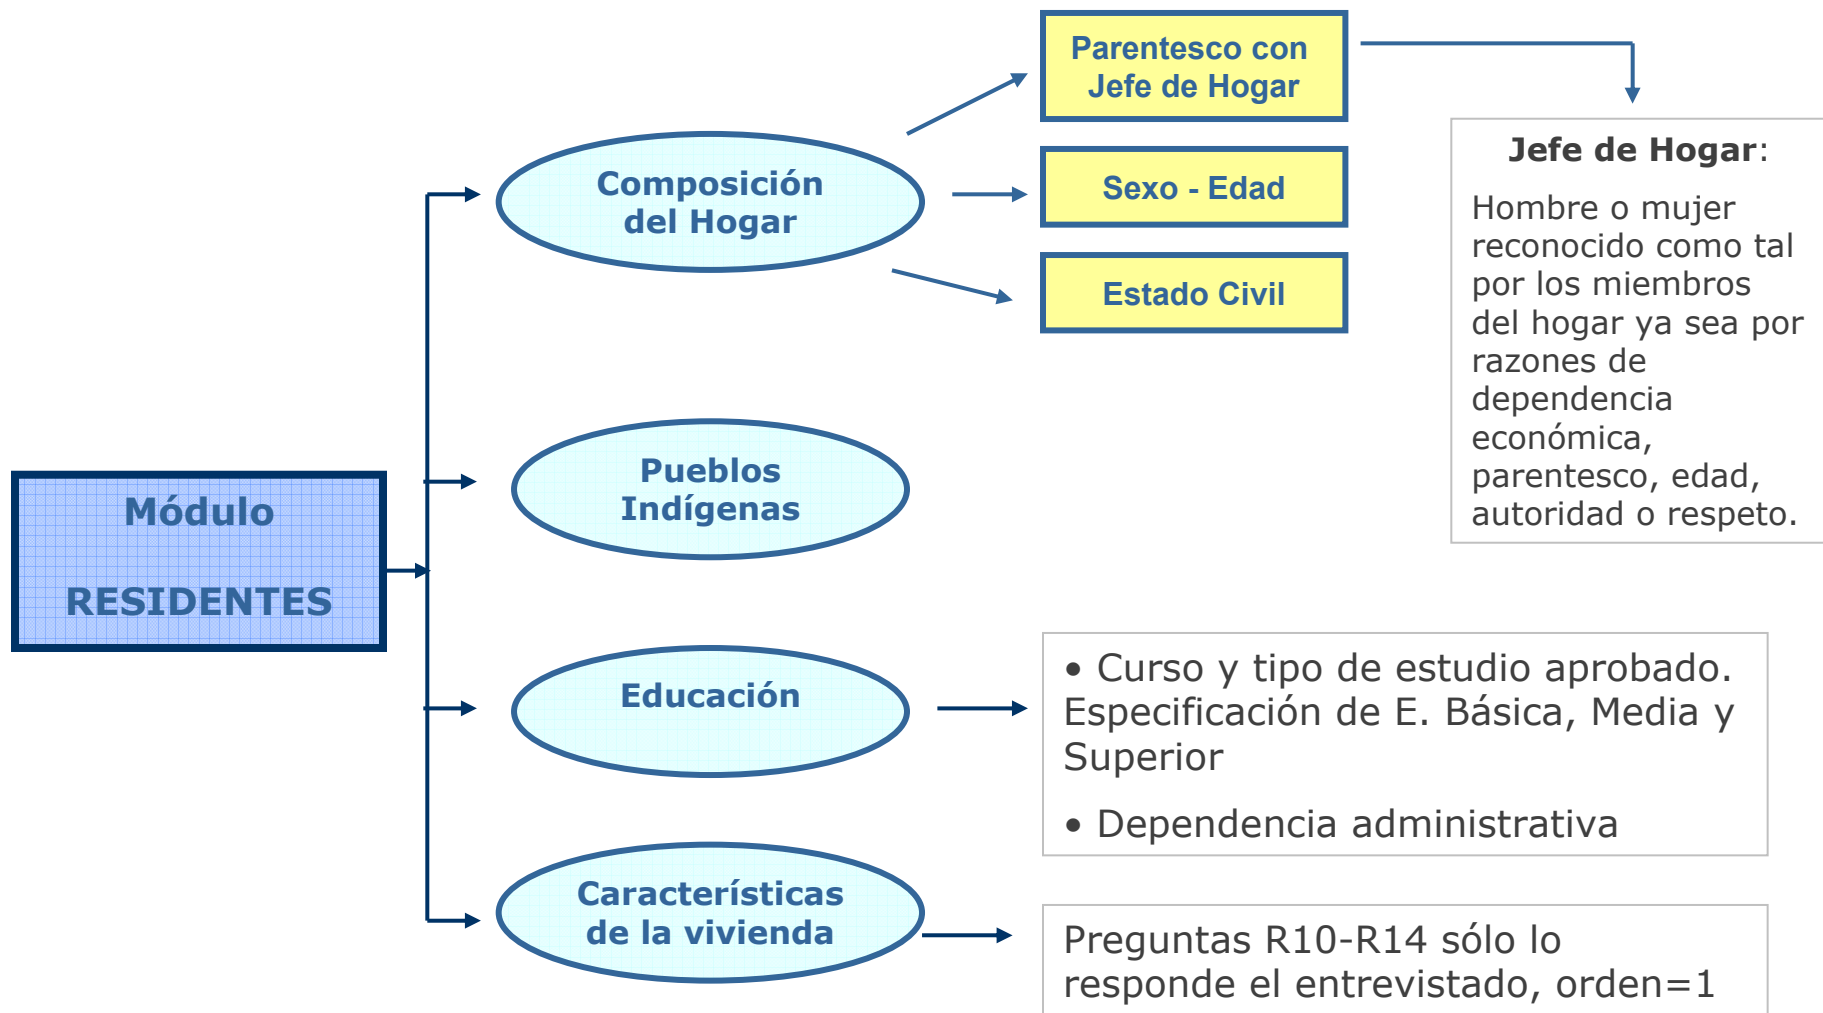 Módulo
RESIDENTES
Composición
del Hogar
Parentesco con
Jefe de Hogar
Sexo - Edad
Estado Civil
Jefe de Hogar:
Hombre o mujer
reconocido como tal
por los miembros
del hogar ya sea por
razones de
dependencia
económica,
parentesco, edad,
autoridad o respeto.
Pueblos
Indígenas
Educación
• Curso y tipo de estudio aprobado.
Especificación de E. Básica, Media y
Superior
• Dependencia administrativa
Características
de la vivienda
Preguntas R10-R14 sólo lo
responde el entrevistado, orden=1